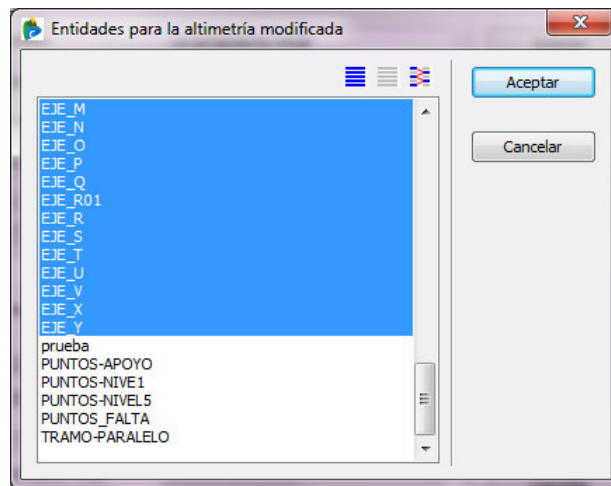 Entidades para la altimetría modificada
Aceptar
Cancelar
EJE_M
EJE_N
EJE_O
EJE_P
EJE_Q
EJE_R01
EJE_R
EJE_S
EJE_T
EJE_U
EJE_V
EJE_X
EJE_Y
prueba
PUNTOS-APOYO
PUNTOS-NIVE1
PUNTOS-NIVEL5
PUNTOS_FALTA
TRAMO-PARALELO